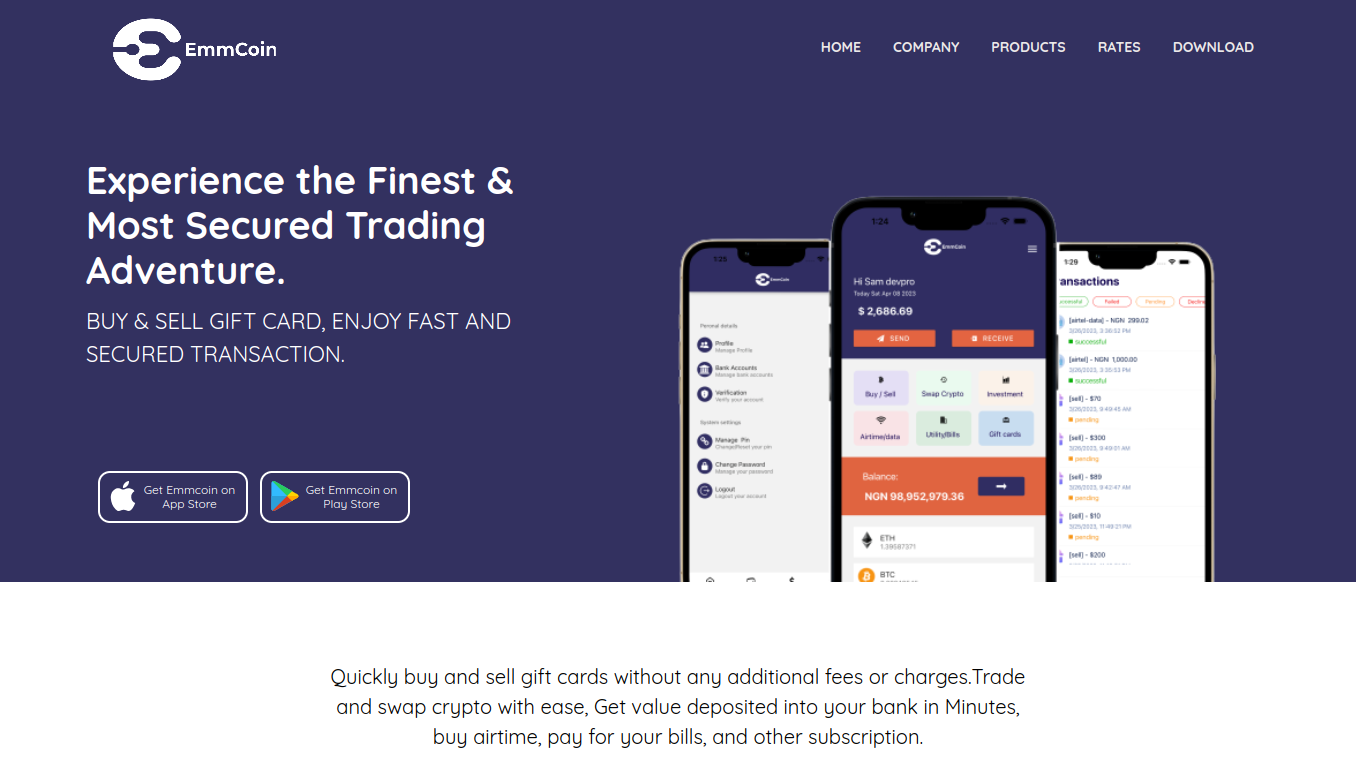 EmmCoin
HOME COMPANY PRODUCTS RATES DOWNLOAD
Experience the Finest &
Most Secured Trading
Adventure.
BUY & SELL GIFT CARD, ENJOY FAST AND
SECURED TRANSACTION.
Get Emmcoin on
App Store
Get Emmcoin on
Play Store
1:25
EmmCoin
Peronal details
Profile
Manage Profile
Bank Accounts
Manage bank accounts
Verification
Verify your account
System settings
Manage Pin
Change/Reset your pin
Change Password
Manage your password
Logout
Logout your account
1:24
EmmCoin
Hi Sam devpro
Today Sat Apr 08 2023
$ 2,686.69
SEND
RECEIVE
Buy / Sell
Swap Crypto
Investment
Airtime/data
Utility/Bills
Gift cards
Balance:
NGN 98,952,979.36
ETH
1.39587371
BTC
1:29
ansactions
uccessful Failed Pending Declin
[airtel-data] - NGN 299.02
3/26/2023, 3:36:52 PM
successful
[airtel] - NGN 1,000.00
3/26/2023, 3:35:53 PM
successful
[sell] - $70
3/26/2023, 9:49:45 AM
pending
[sell] - $300
3/26/2023, 9:49:01 AM
pending
[sell] - $89
3/26/2023, 9:42:47 AM
pending
[sell] - $10
3/25/2023, 11:49:21 PM
pending
[sell] - $200
Quickly buy and sell gift cards without any additional fees or charges.Trade
and swap crypto with ease, Get value deposited into your bank in Minutes,
buy airtime, pay for your bills, and other subscription.